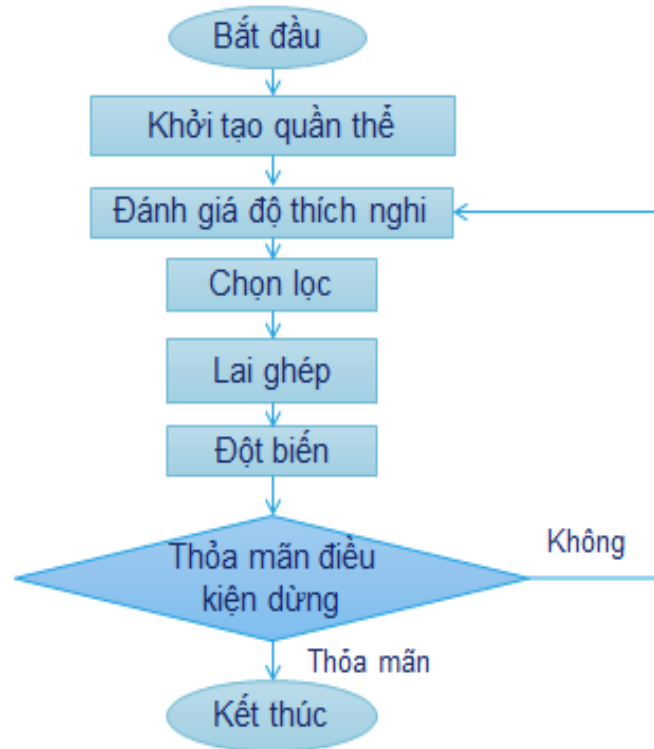 Bắt đầu
Khởi tạo quần thể
Đánh giá độ thích nghi
Chọn lọc
Lai ghép
Đột biến
Thỏa mãn điều
kiện dừng
Không
Thỏa mãn
Kết thúc